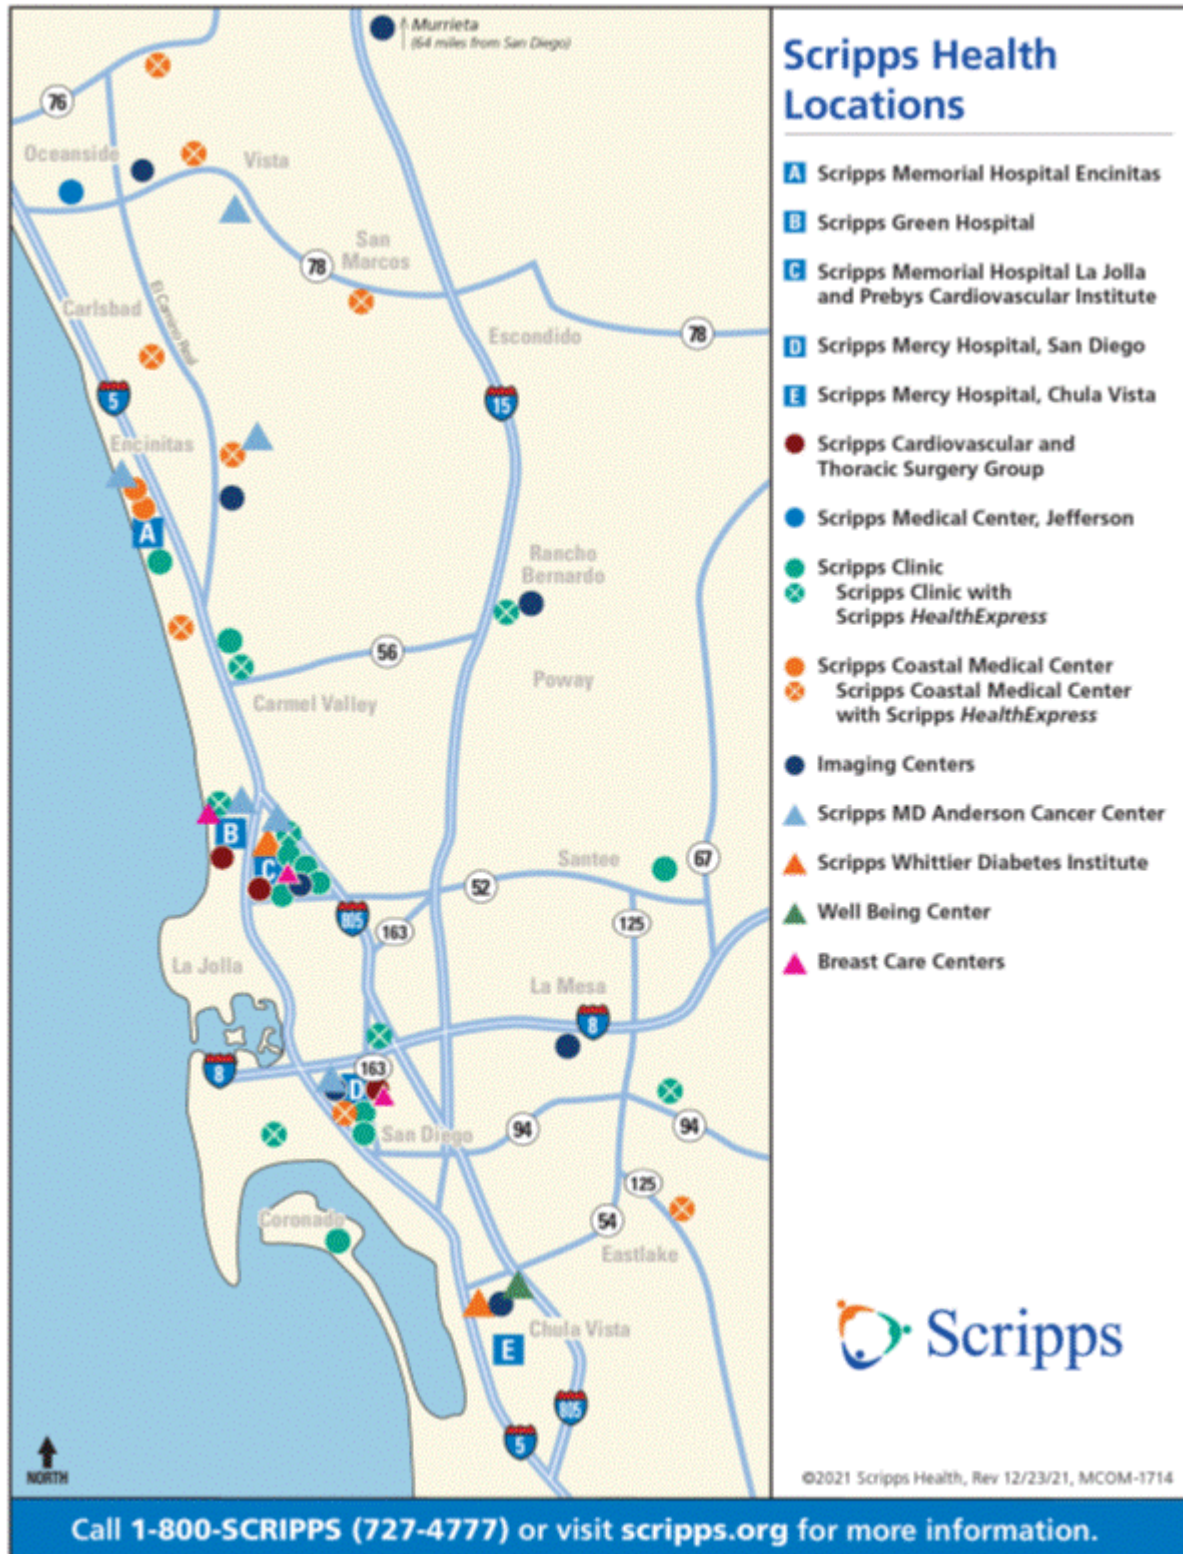 Murrieta
(64 miles from San Diego)
76
Oceanside
Vista
San
Marcos
78
Carlsbad
El Camino Real
Escondido
78
5
15
Encinitas
A
Rancho
Bernardo
56
Poway
Carmel Valley
B
C
Santee
67
52
805
163
125
La Jolla
La Mesa
8
8
163
D
San Diego
94
94
125
Coronado
54
Eastlake
Chula Vista
E
805
5
NORTH
Scripps Health
Locations
A Scripps Memorial Hospital Encinitas
B Scripps Green Hospital
C Scripps Memorial Hospital La Jolla
and Prebys Cardiovascular Institute
D Scripps Mercy Hospital, San Diego
E Scripps Mercy Hospital, Chula Vista
Scripps Cardiovascular and
Thoracic Surgery Group
Scripps Medical Center, Jefferson
Scripps Clinic
Scripps Clinic with
Scripps HealthExpress
Scripps Coastal Medical Center
Scripps Coastal Medical Center
with Scripps HealthExpress
Imaging Centers
Scripps MD Anderson Cancer Center
Scripps Whittier Diabetes Institute
Well Being Center
Breast Care Centers
Scripps
©2021 Scripps Health, Rev 12/23/21, MCOM-1714
Call 1-800-SCRIPPS (727-4777) or visit scripps.org for more information.